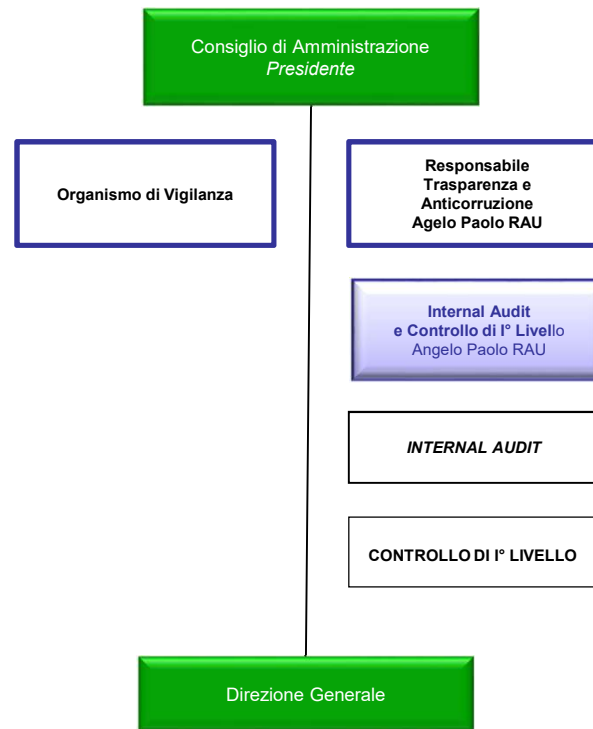 Consiglio di Amministrazione
Presidente
Organismo di Vigilanza
Responsabile
Trasparenza e
Anticorruzione
Agelo Paolo RAU
Internal Audit
e Controllo di I° Livello
Angelo Paolo RAU
INTERNAL AUDIT
CONTROLLO DI I° LIVELLO
Direzione Generale